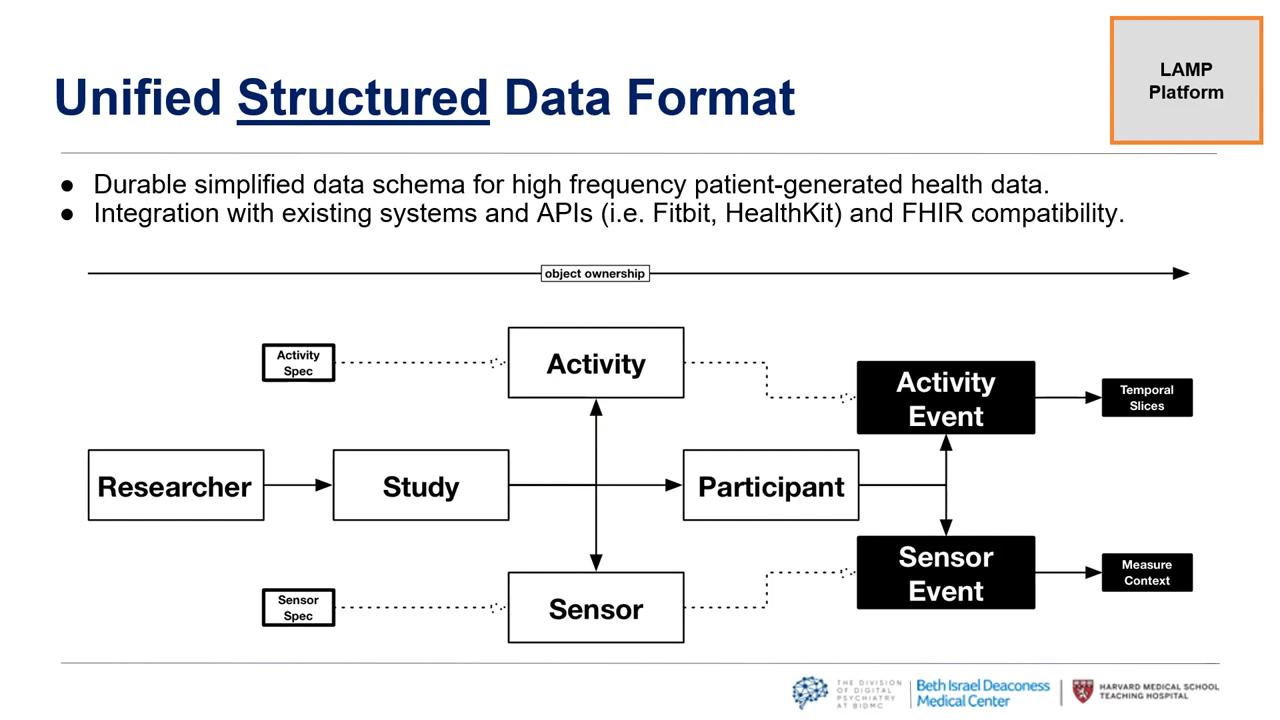 LAMP
Platform
Unified Structured Data Format
● Durable simplified data schema for high frequency patient-generated health data.
● Integration with existing systems and APIs (i.e. Fitbit, HealthKit) and FHIR compatibility.
object ownership
Activity
Spec
Activity
Activity
Event
Temporal
Slices
Researcher
Study
Participant
Sensor
Spec
Sensor
Sensor
Event
Measure
Context
THE DIVISION
OF DIGITAL
PSYCHIATRY
AT BIDMC
Beth Israel Deaconess
Medical Center
HARVARD MEDICAL SCHOOL
TEACHING HOSPITAL